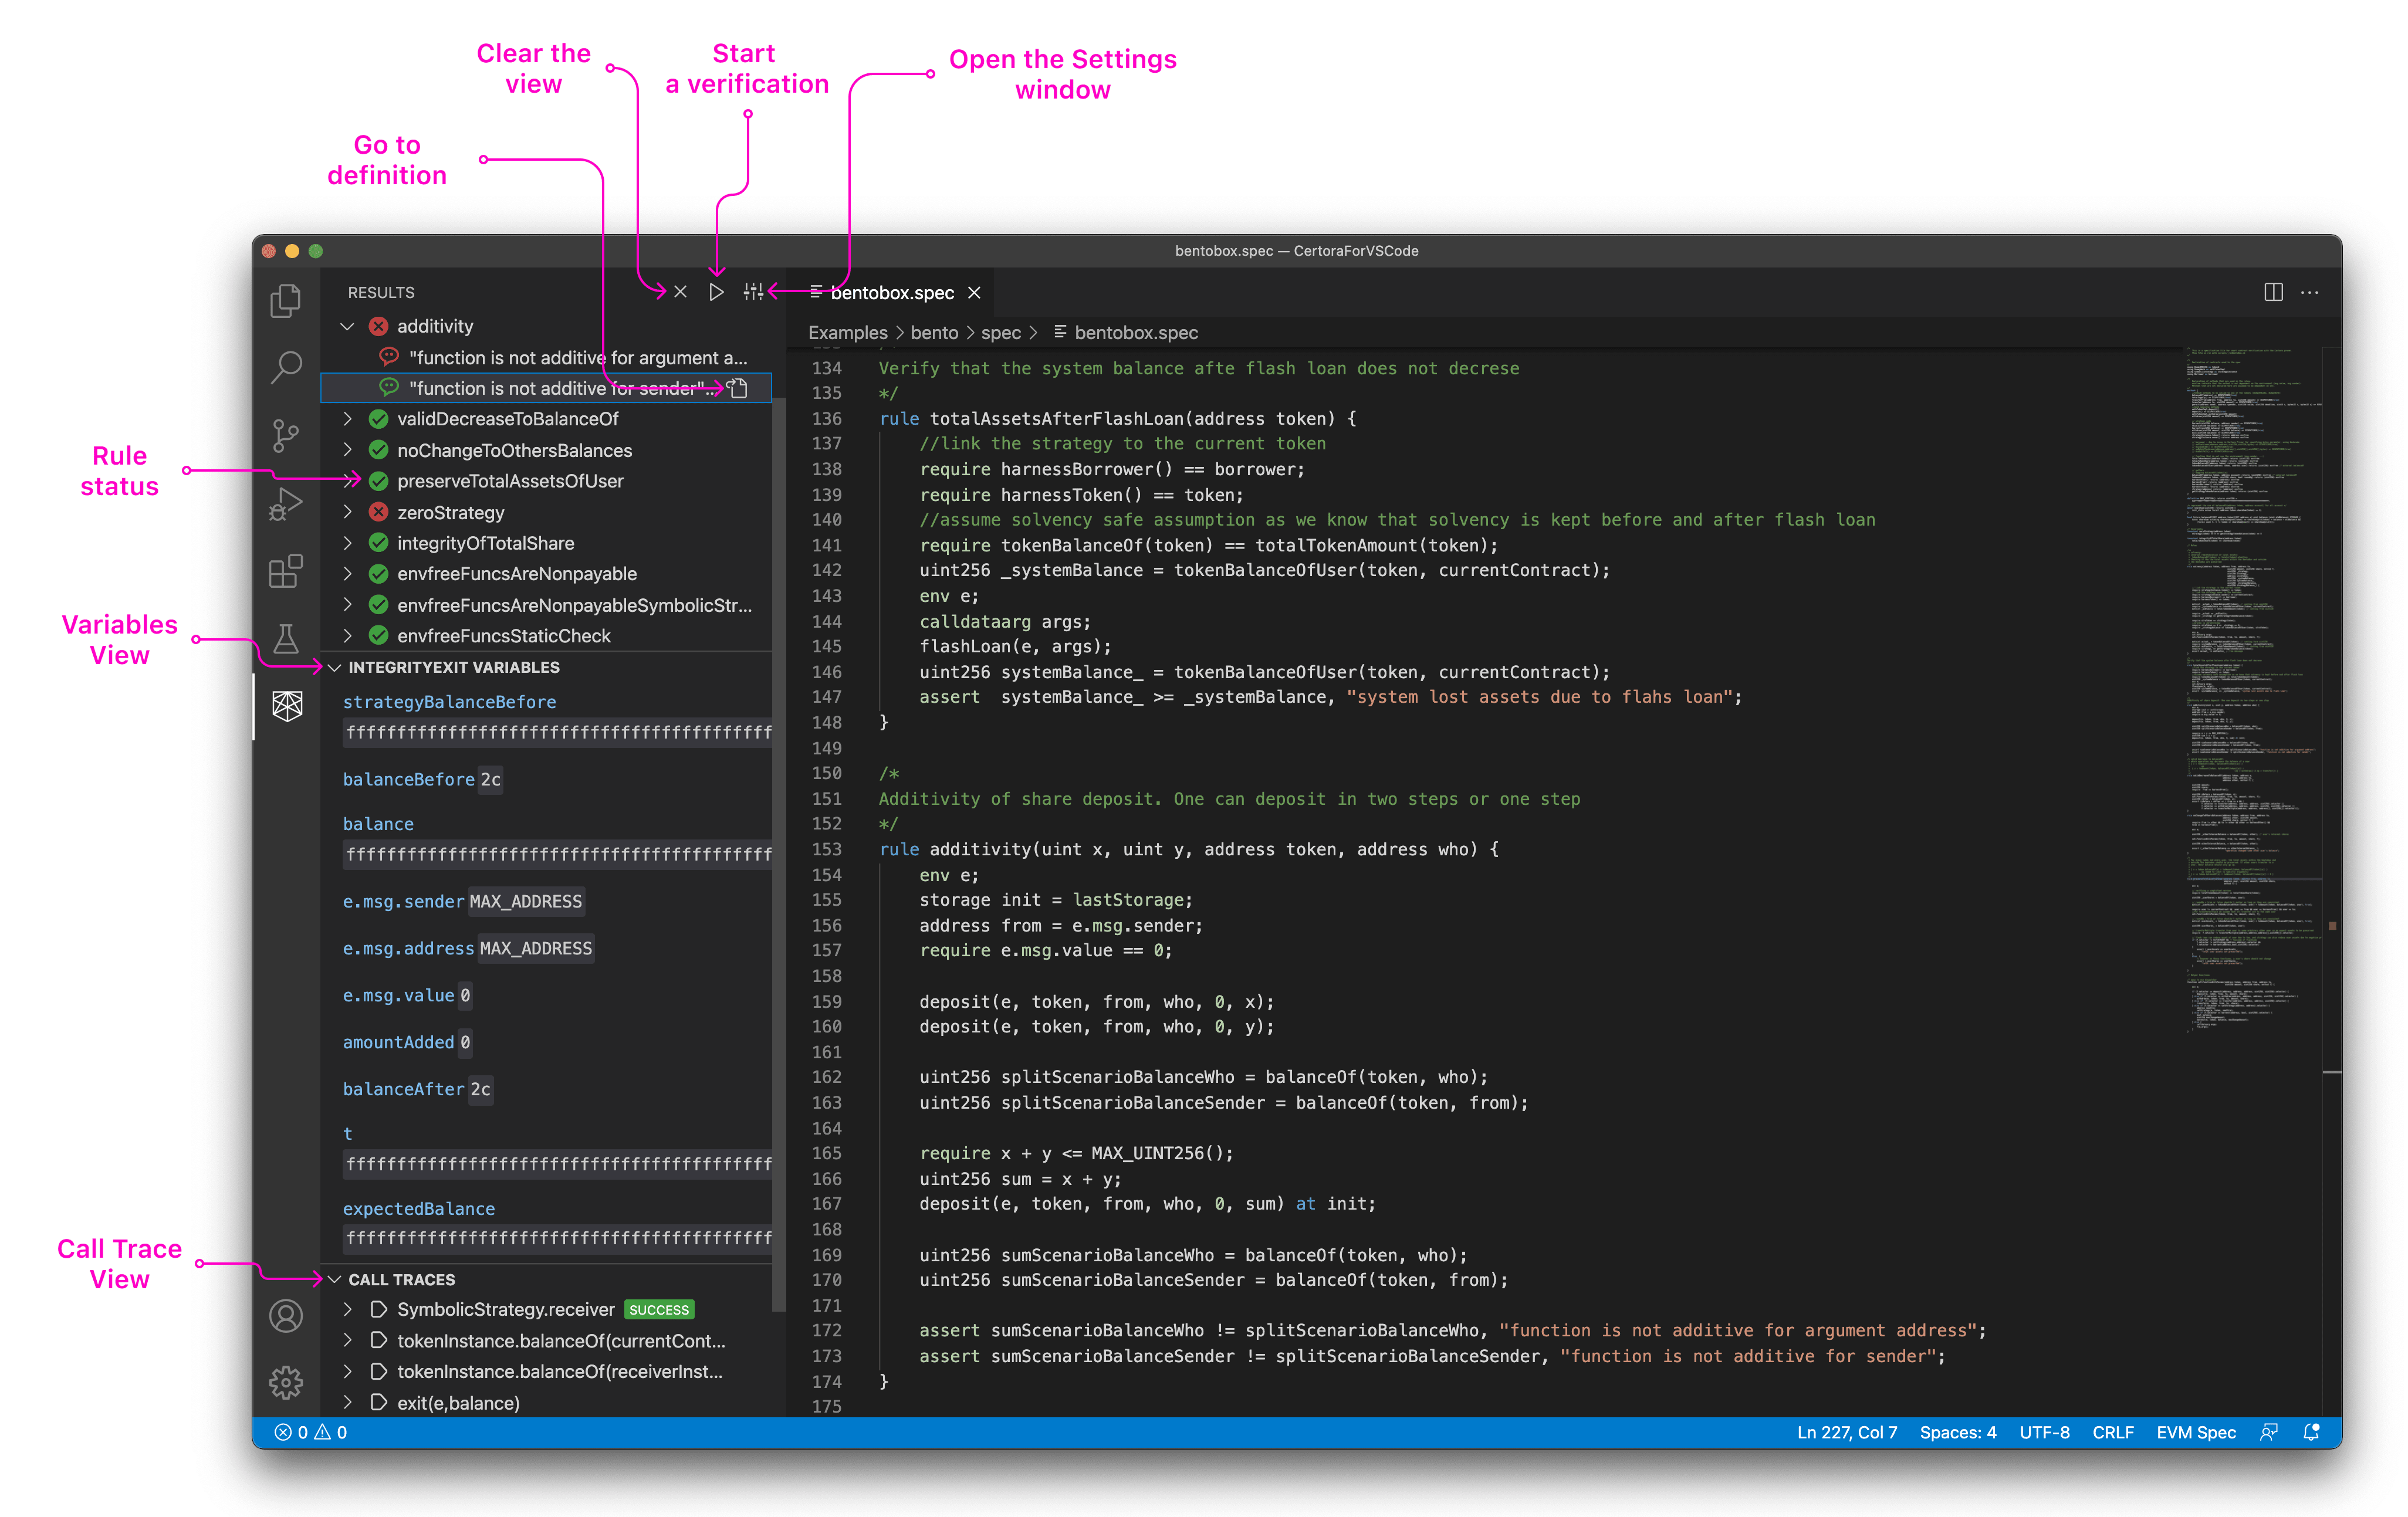 Clear the
view
Start
a verification
Open the Settings
window
Go to
definition
Rule
status
Variables
View
Call Trace
View
bentobox.spec — CertoraForVSCode
RESULTS
additivity
"function is not additive for argument a...
"function is not additive for sender"...
validDecreaseToBalanceOf
noChangeToOthersBalances
preserveTotalAssetsOfUser
zeroStrategy
integrityOfTotalShare
envfreeFuncsAreNonpayable
envfreeFuncsAreNonpayableSymbolicStr...
envfreeFuncsStaticCheck
INTEGRITYEXIT VARIABLES
strategyBalanceBefore
ffffffffffffffffffffffffffffffffffffffffff
balanceBefore 2c
balance
ffffffffffffffffffffffffffffffffffffffffff
e.msg.sender MAX_ADDRESS
e.msg.address MAX_ADDRESS
e.msg.value 0
amountAdded 0
balanceAfter 2c
t
ffffffffffffffffffffffffffffffffffffffffff
expectedBalance
ffffffffffffffffffffffffffffffffffffffffff
CALL TRACES
SymbolicStrategy.receiver SUCCESS
tokenInstance.balanceOf(currentCont...
tokenInstance.balanceOf(receiverInst...
exit(e,balance)
bentobox.spec
Examples > bento > spec > bentobox.spec
134 Verify that the system balance afte flash loan does not decrese
135 */
136 rule totalAssetsAfterFlashLoan(address token) {
137 //link the strategy to the current token
138 require harnessBorrower() == borrower;
139 require harnessToken() == token;
140 //assume solvency safe assumption as we know that solvency is kept before and after flash loan
141 require tokenBalanceOf(token) == totalTokenAmount(token);
142 uint256 _systemBalance = tokenBalanceOfUser(token, currentContract);
143 env e;
144 calldataarg args;
145 flashLoan(e, args);
146 uint256 systemBalance_ = tokenBalanceOfUser(token, currentContract);
147 assert systemBalance_ >= _systemBalance, "system lost assets due to flahs loan";
148 }
149
150 /*
151 Additivity of share deposit. One can deposit in two steps or one step
152 */
153 rule additivity(uint x, uint y, address token, address who) {
154 env e;
155 storage init = lastStorage;
156 address from = e.msg.sender;
157 require e.msg.value == 0;
158
159 deposit(e, token, from, who, 0, x);
160 deposit(e, token, from, who, 0, y);
161
162 uint256 splitScenarioBalanceWho = balanceOf(token, who);
163 uint256 splitScenarioBalanceSender = balanceOf(token, from);
164
165 require x + y <= MAX_UINT256();
166 uint256 sum = x + y;
167 deposit(e, token, from, who, 0, sum) at init;
168
169 uint256 sumScenarioBalanceWho = balanceOf(token, who);
170 uint256 sumScenarioBalanceSender = balanceOf(token, from);
171
172 assert sumScenarioBalanceWho != splitScenarioBalanceWho, "function is not additive for argument address";
173 assert sumScenarioBalanceSender != splitScenarioBalanceSender, "function is not additive for sender";
174 }
175
0 0
Ln 227, Col 7 Spaces: 4 UTF-8 CRLF EVM Spec